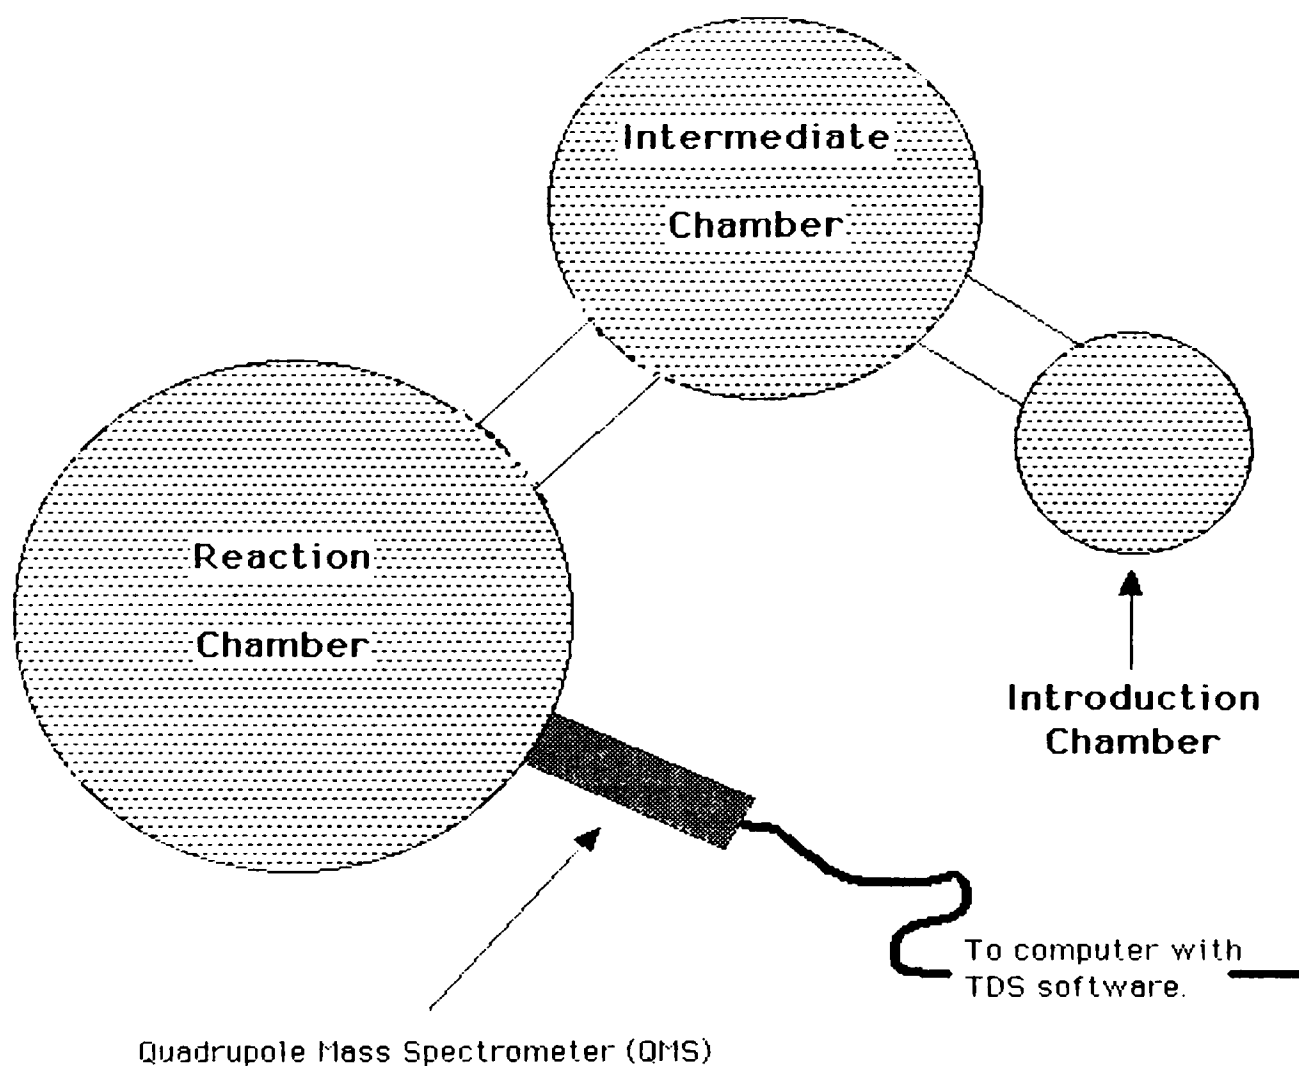 Intermediate
Chamber
Reaction
Chamber
Introduction
Chamber
To computer with
TDS software.
Quadrupole Mass Spectrometer (QMS)